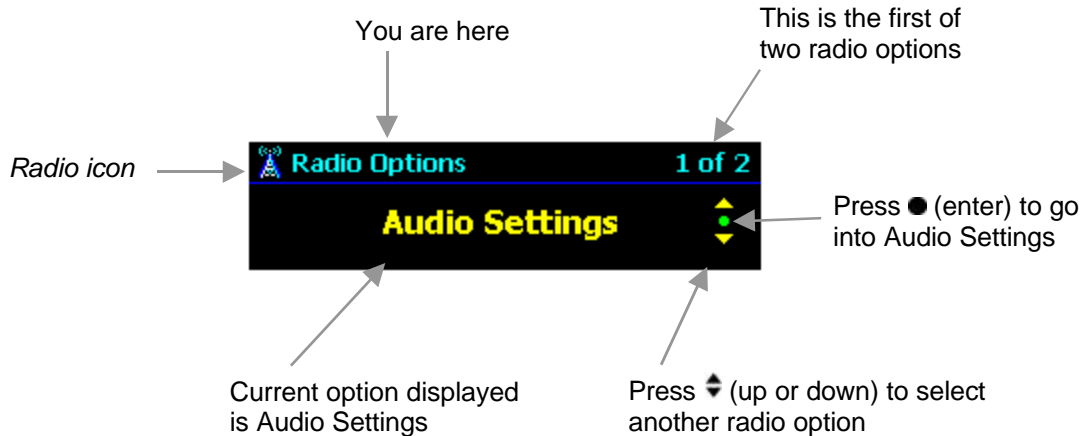 You are here
This is the first of
two radio options
Radio icon
Radio Options 1 of 2
Audio Settings
Press ● (enter) to go
into Audio Settings
Current option displayed
is Audio Settings
Press (up or down) to select
another radio option